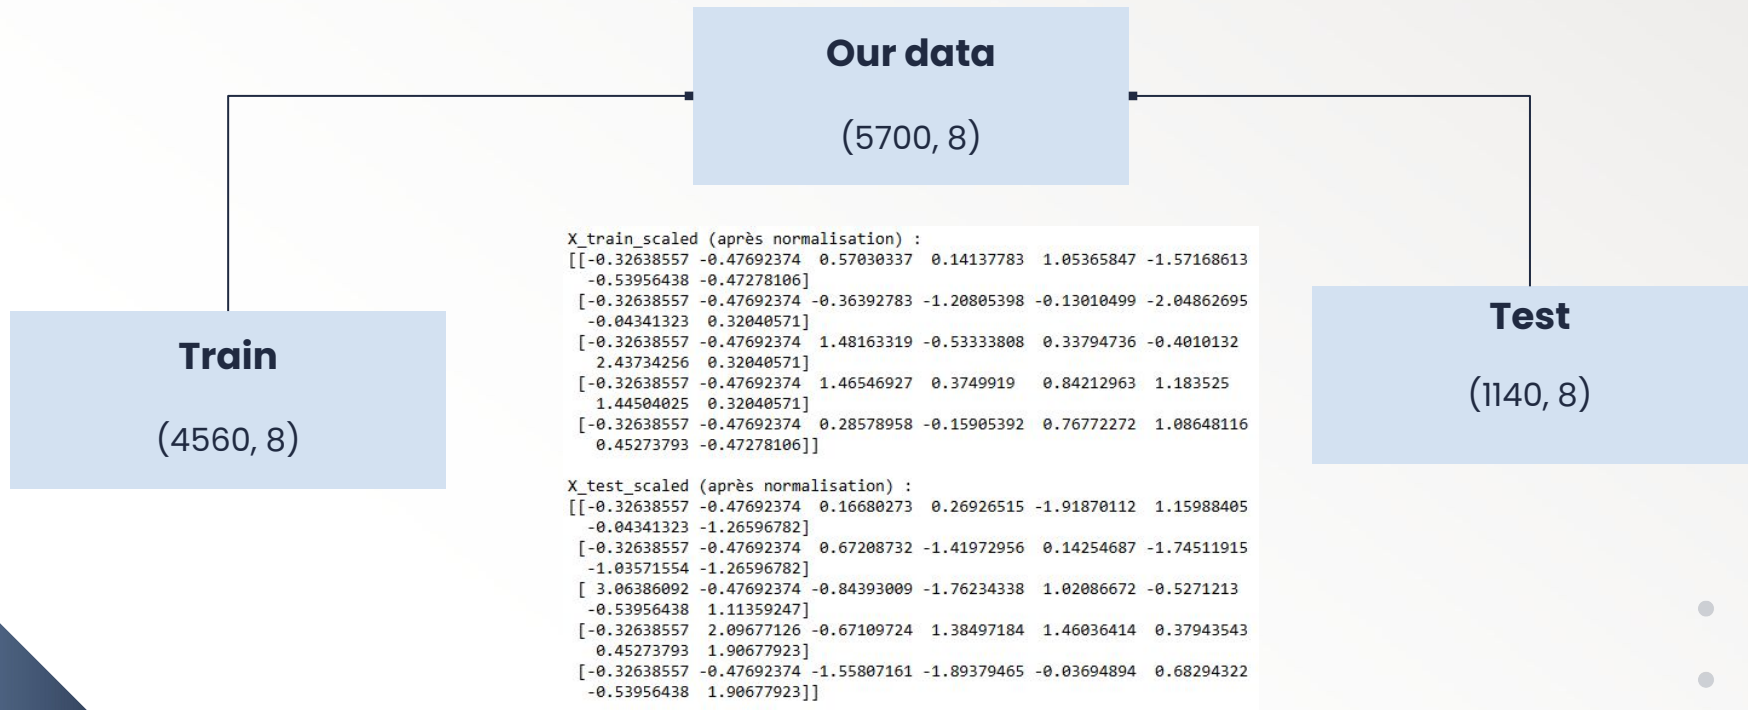 Our data
(5700, 8)
Train
(4560, 8)
X_train_scaled (après normalisation) :
[[-0.32638557 -0.47692374  0.57030337  0.14137783  1.05365847 -1.57168613
  -0.53956438 -0.47278106]
 [-0.32638557 -0.47692374 -0.36392783 -1.20805398 -0.13010499 -2.04862695
  -0.04341323  0.32040571]
 [-0.32638557 -0.47692374  1.48163319 -0.53333808  0.33794736 -0.4010132
   2.43734256  0.32040571]
 [-0.32638557 -0.47692374  1.46546927  0.3749919   0.84212963  1.183525
   1.44504025  0.32040571]
 [-0.32638557 -0.47692374  0.28578958 -0.15905392  0.76772272  1.08648116
   0.45273793 -0.47278106]]
X_test_scaled (après normalisation) :
[[-0.32638557 -0.47692374  0.16680273  0.26926515 -1.91870112  1.15988405
  -0.04341323 -1.26596782]
 [-0.32638557 -0.47692374  0.67208732 -1.41972956  0.14254687 -1.74511915
  -1.03571554 -1.26596782]
 [ 3.06386092 -0.47692374 -0.84393009 -1.76234338  1.02086672 -0.5271213
  -0.53956438  1.11359247]
 [-0.32638557  2.09677126 -0.67109724  1.38497184  1.46036414  0.37943543
   0.45273793  1.90677923]
 [-0.32638557 -0.47692374 -1.55807161 -1.89379465 -0.03694894  0.68294322
  -0.53956438  1.90677923]]
Test
(1140, 8)